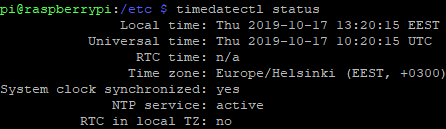 pi@raspberrypi:/etc $ timedatectl status
Local time: Thu 2019-10-17 13:20:15 EEST
Universal time: Thu 2019-10-17 10:20:15 UTC
RTC time: n/a
Time zone: Europe/Helsinki (EEST, +0300)
System clock synchronized: yes
NTP service: active
RTC in local TZ: no